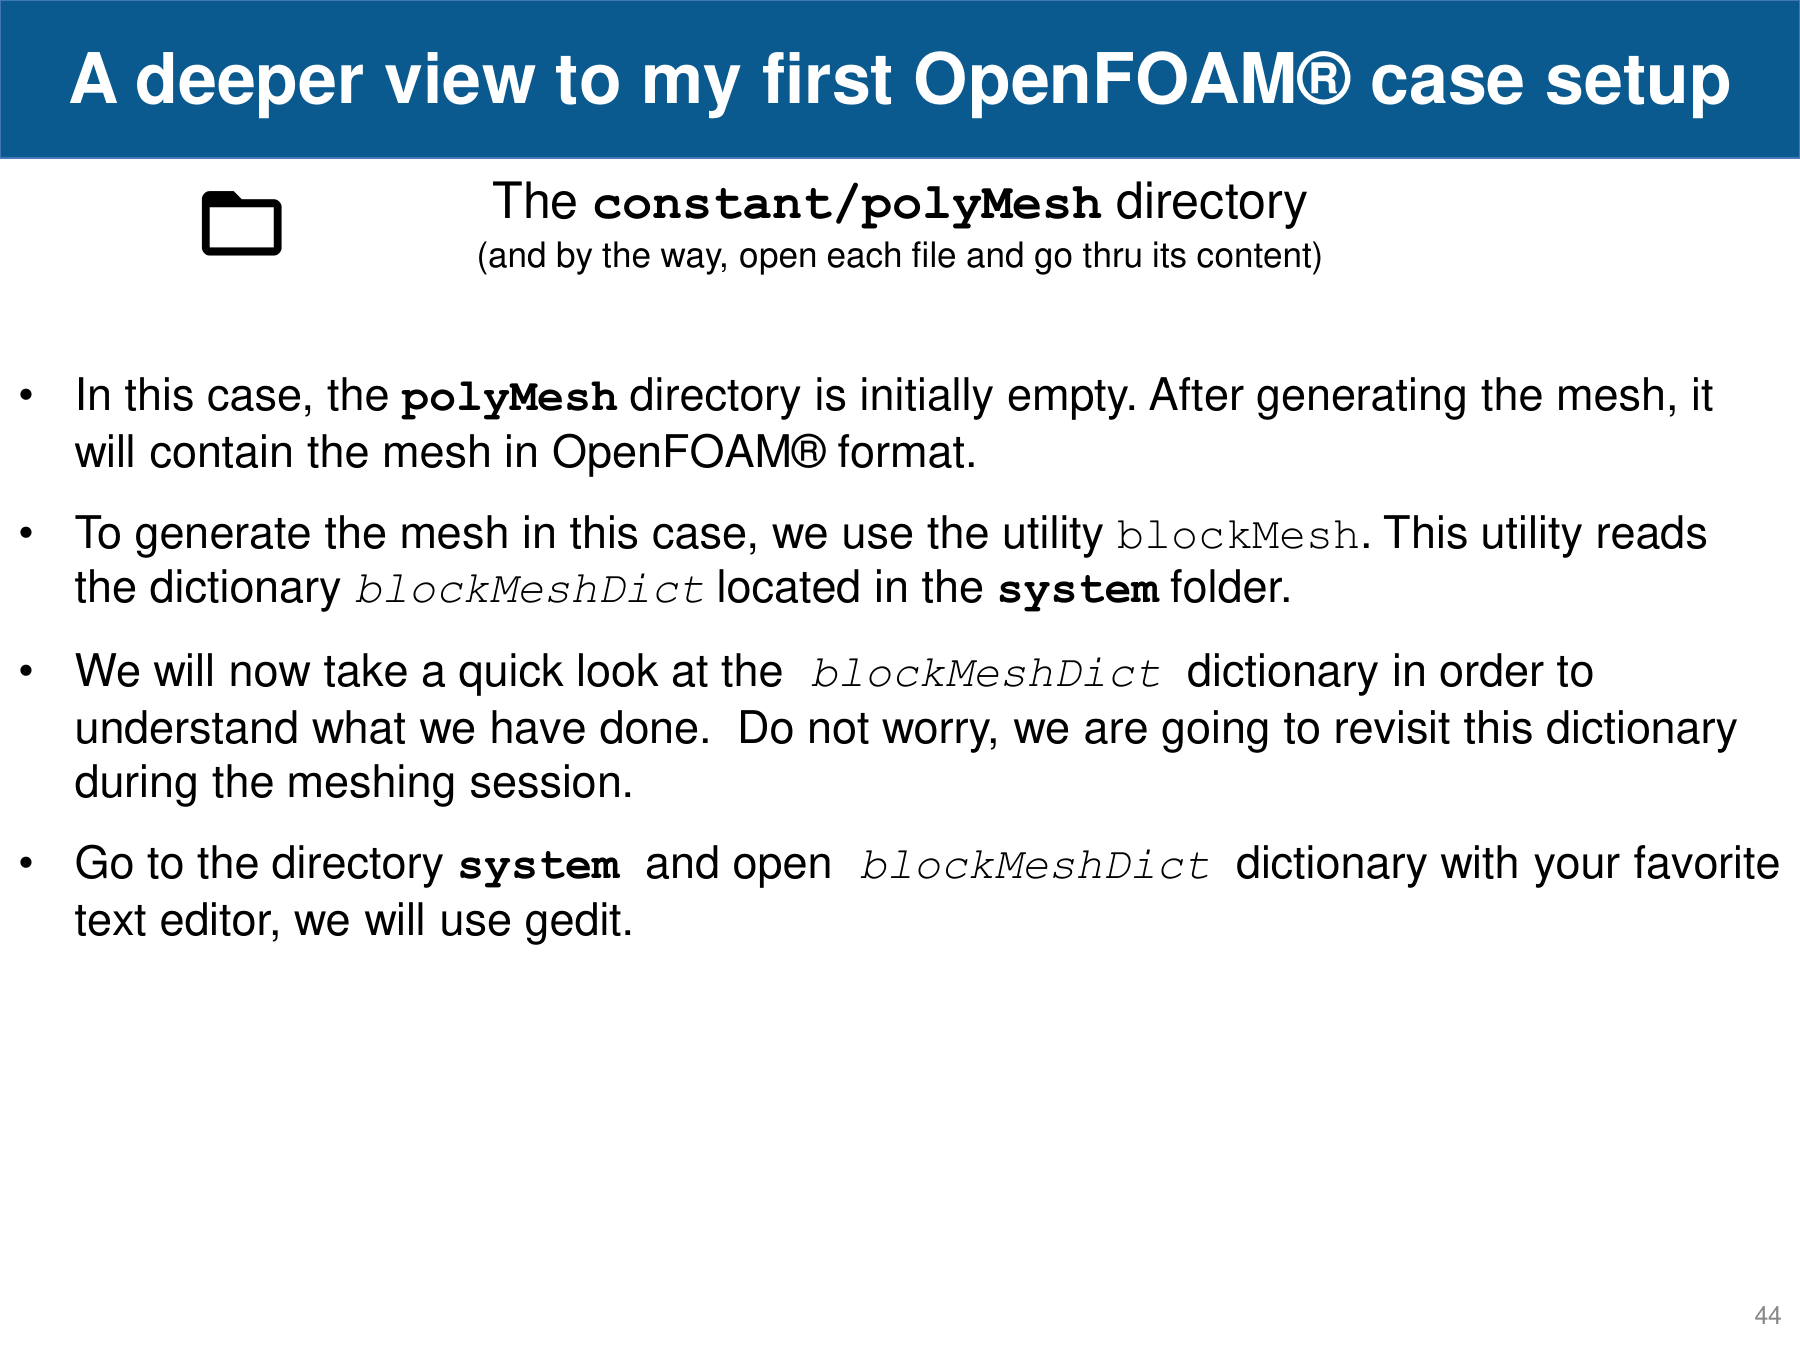 A deeper view to my first OpenFOAM® case setup
The constant/polyMesh directory
(and by the way, open each file and go thru its content)
• In this case, the polyMesh directory is initially empty. After generating the mesh, it
will contain the mesh in OpenFOAM® format.
• To generate the mesh in this case, we use the utility blockMesh. This utility reads
the dictionary blockMeshDict located in the system folder.
• We will now take a quick look at the blockMeshDict dictionary in order to
understand what we have done. Do not worry, we are going to revisit this dictionary
during the meshing session.
• Go to the directory system and open blockMeshDict dictionary with your favorite
text editor, we will use gedit.
44